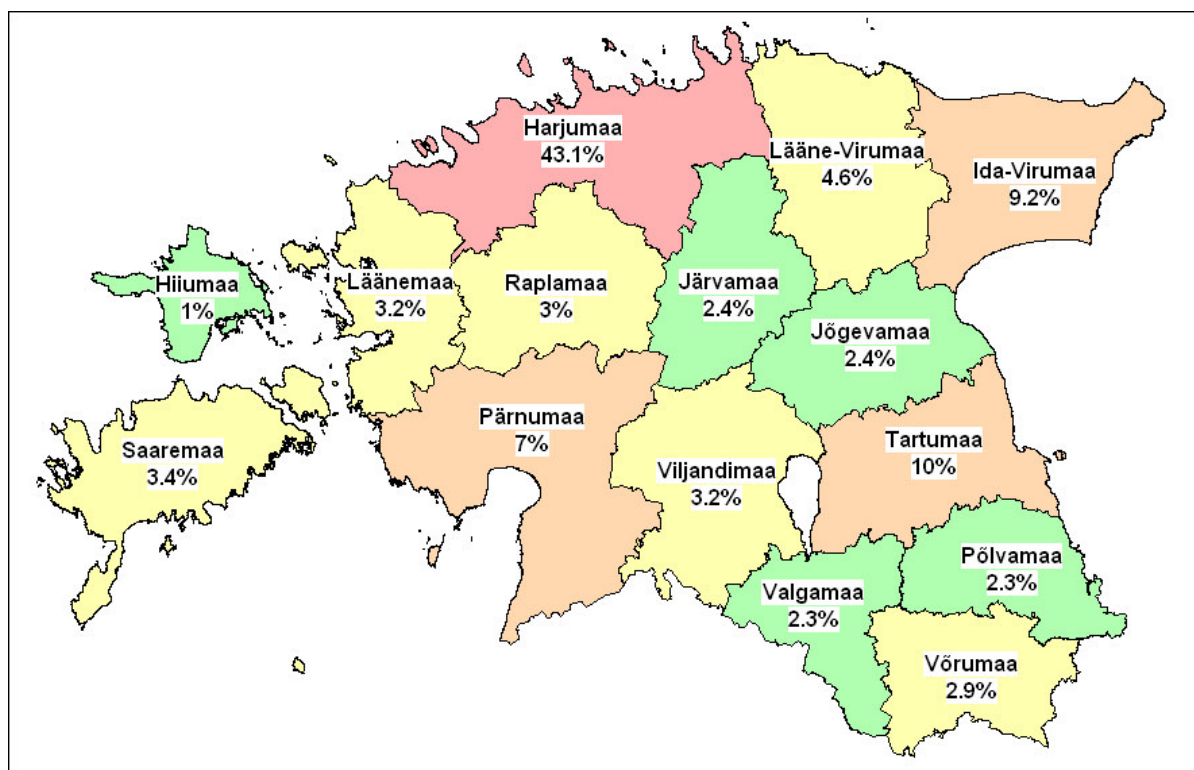 Harjumaa
43.1%
Lääne-Virumaa
4.6%
Ida-Virumaa
9.2%
Hiiumaa
1%
Läänemaa
3.2%
Raplamaa
3%
Järvamaa
2.4%
Jõgevamaa
2.4%
Saaremaa
3.4%
Pärnumaa
7%
Viljandimaa
3.2%
Tartumaa
10%
Valgamaa
2.3%
Põlvamaa
2.3%
Võrumaa
2.9%